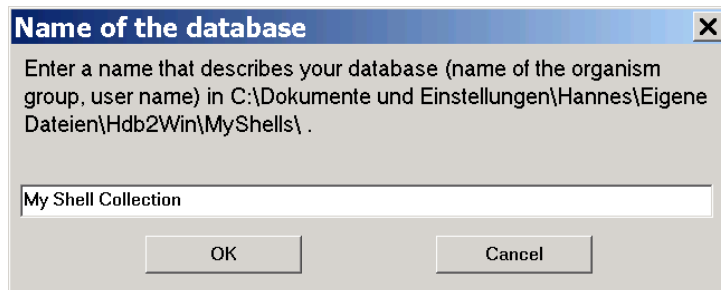 Name of the database
Enter a name that describes your database (name of the organism
group, user name) in C:\Dokumente und Einstellungen\Hannes\Eigene
Dateien\Hdb2Win\MyShells\ .
My Shell Collection
OK
Cancel